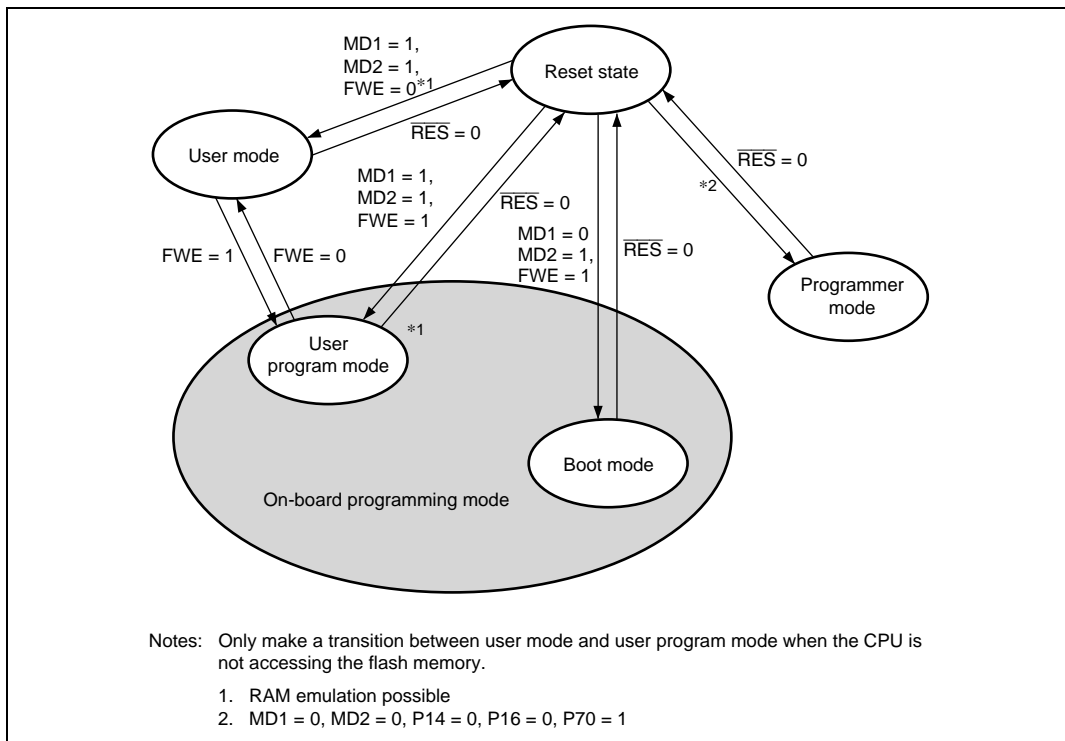 MD1 = 1,
MD2 = 1,
FWE = 0*1
Reset state
RES = 0
User mode
RES = 0
*2
MD1 = 1,
MD2 = 1,
FWE = 1
RES = 0
MD1 = 0
MD2 = 1,
FWE = 1
RES = 0
FWE = 1
FWE = 0
Programmer
mode
*1
User
program mode
Boot mode
On-board programming mode
Notes: Only make a transition between user mode and user program mode when the CPU is
not accessing the flash memory.
1. RAM emulation possible
2. MD1 = 0, MD2 = 0, P14 = 0, P16 = 0, P70 = 1